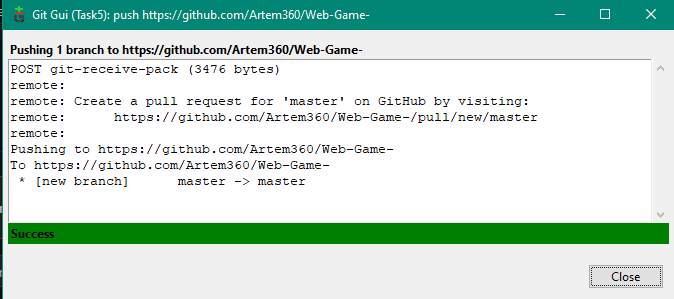 Git Gui (Task5): push https://github.com/Artem360/Web-Game-
Pushing 1 branch to https://github.com/Artem360/Web-Game-
POST git-receive-pack (3476 bytes)
remote:
remote: Create a pull request for 'master' on GitHub by visiting:
remote:      https://github.com/Artem360/Web-Game-/pull/new/master
remote:
Pushing to https://github.com/Artem360/Web-Game-
To https://github.com/Artem360/Web-Game-
 * [new branch]      master -> master
Success
Close